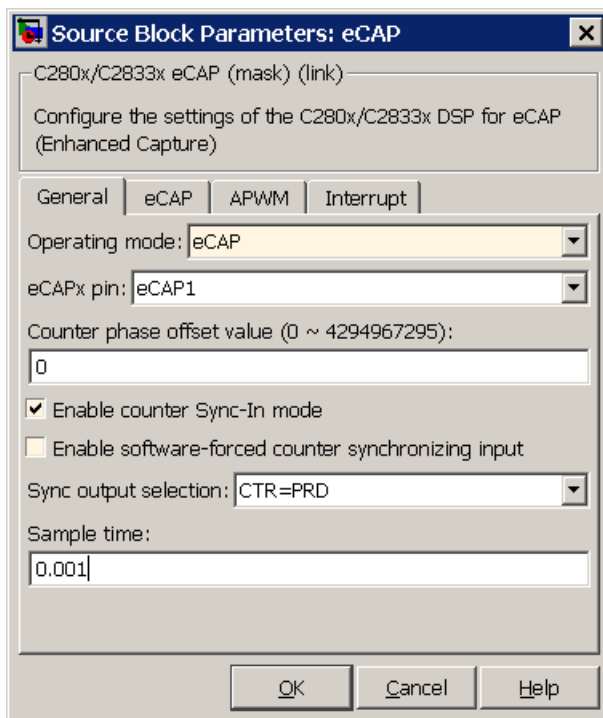 Source Block Parameters: eCAP
C280x/C2833x eCAP (mask) (link)
Configure the settings of the C280x/C2833x DSP for eCAP
(Enhanced Capture)
General eCAP APWM Interrupt
Operating mode: eCAP
eCAPx pin: eCAP1
Counter phase offset value (0 ~ 4294967295):
0
Enable counter Sync-In mode
Enable software-forced counter synchronizing input
Sync output selection: CTR=PRD
Sample time:
0.001
OK Cancel Help